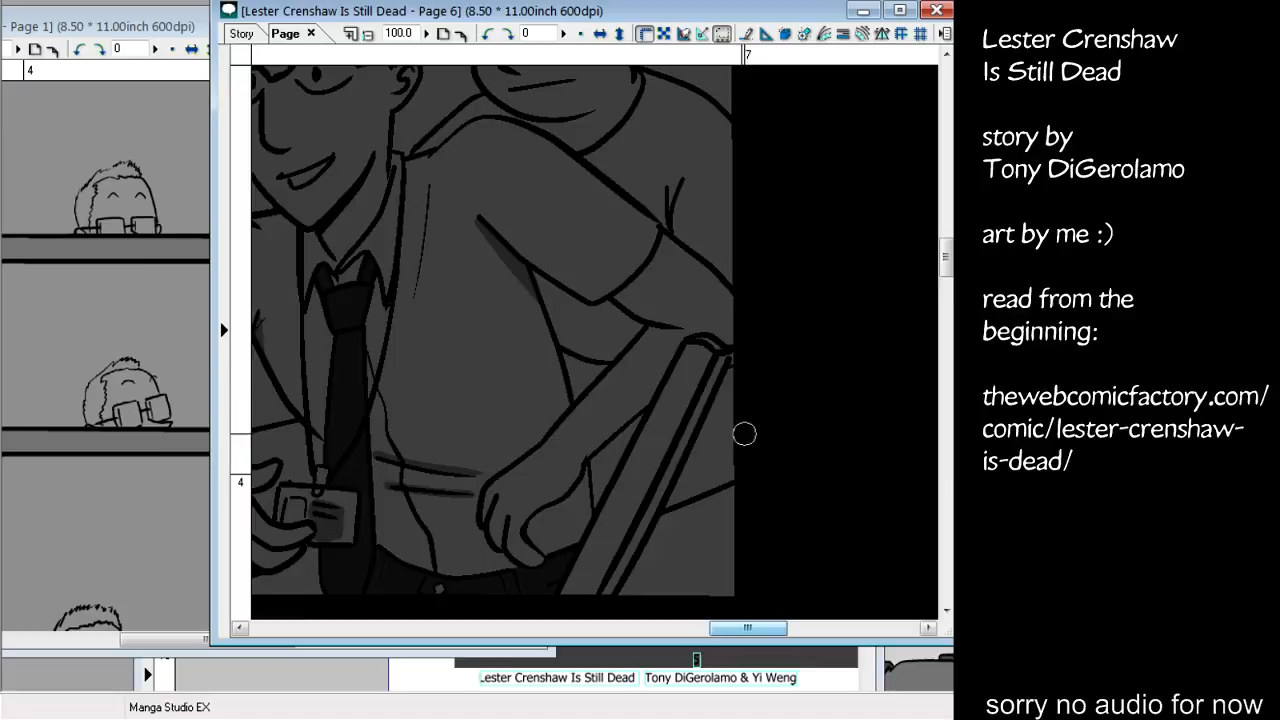 - Page 1] (8.50 * 11.00inch 600dpi)
[Lester Crenshaw Is Still Dead - Page 6] (8.50 * 11.00inch 600dpi)
Story
Page
100.0
0
0
4
7
4
5
Lester Crenshaw Is Still Dead
Tony DiGerolamo & Yi Weng
Manga Studio EX
Lester Crenshaw
Is Still Dead
story by
Tony DiGerolamo
art by me :)
read from the
beginning:
thewebcomicfactory.com/
comic/lester-crenshaw-
is-dead/
sorry no audio for now